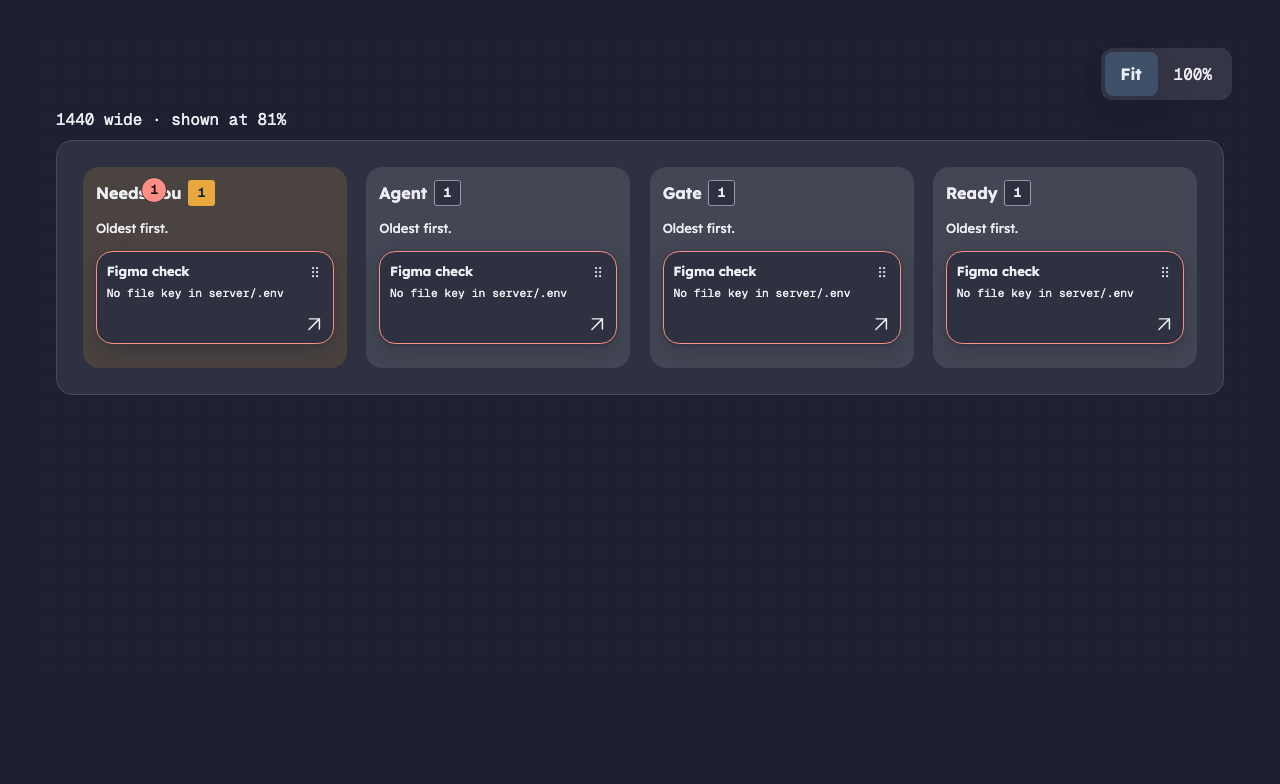 Fit 100%
1440 wide · shown at 81%
Needs ou 1 1
Agent 1
Gate 1
Ready 1
Oldest first.
Oldest first.
Oldest first.
Oldest first.
Figma check
No file key in server/.env
Figma check
No file key in server/.env
Figma check
No file key in server/.env
Figma check
No file key in server/.env